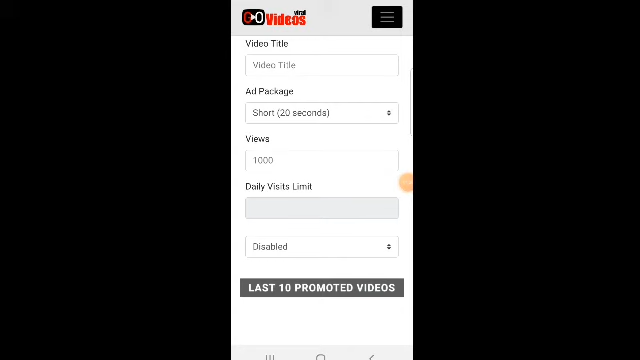 viral
Videos
Video Title
Video Title
Ad Package
Short (20 seconds)
Views
1000
Daily Visits Limit
Disabled
LAST 10 PROMOTED VIDEOS